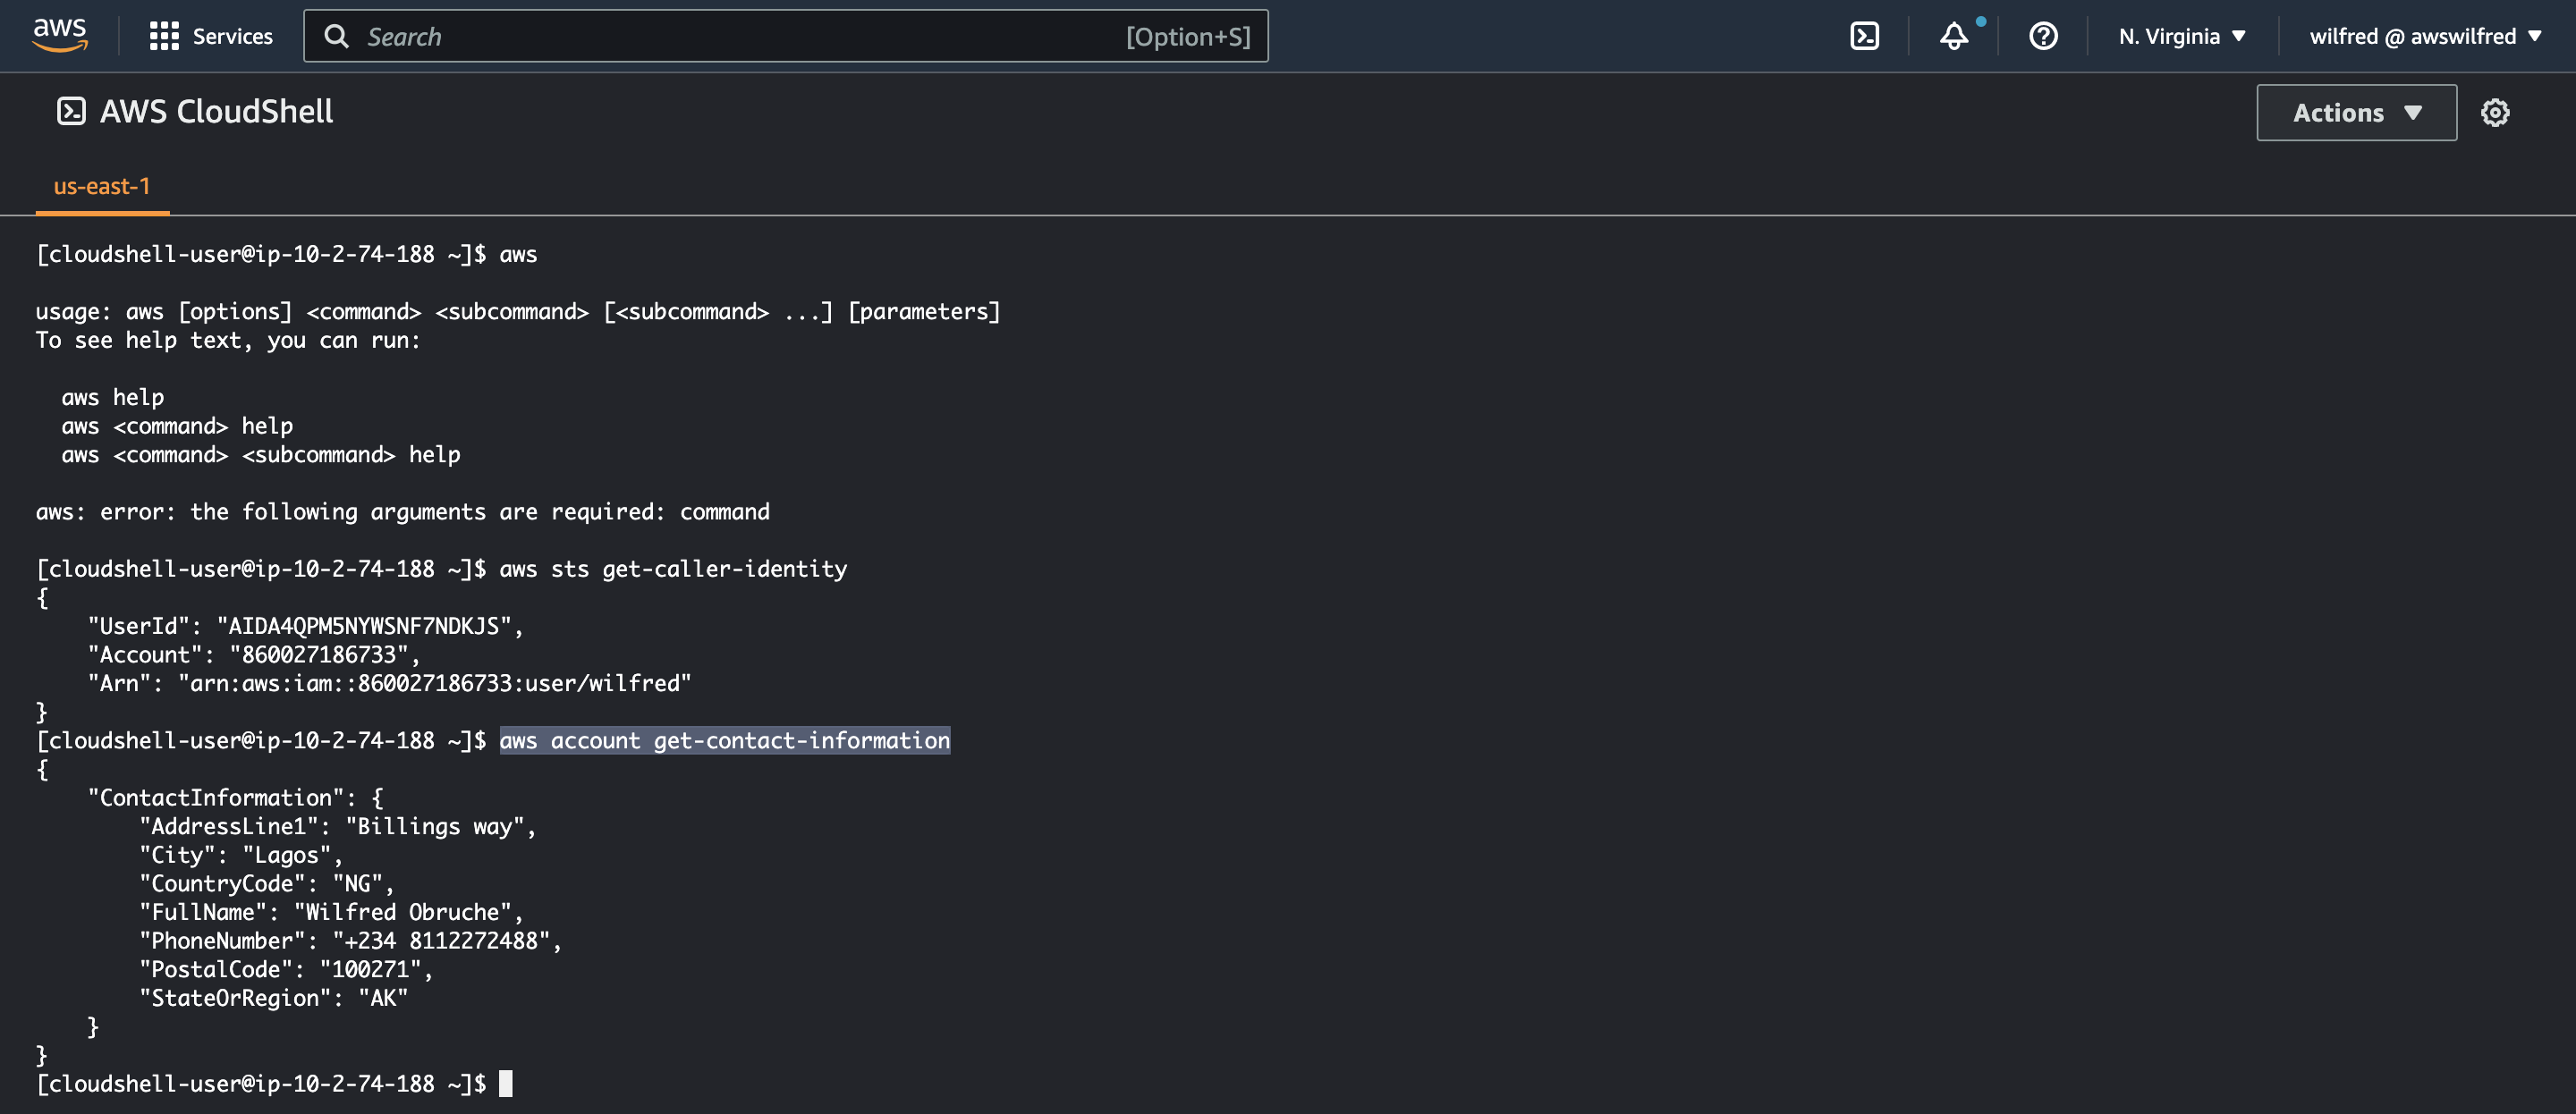 aws Services Search [Option+S] N. Virginia ▼ wilfred @ awswilfred ▼
AWS CloudShell Actions ▼
us-east-1
[cloudshell-user@ip-10-2-74-188 ~]$ aws
usage: aws [options] <command> <subcommand> [<subcommand> ...] [parameters]
To see help text, you can run:
  aws help
  aws <command> help
  aws <command> <subcommand> help
aws: error: the following arguments are required: command
[cloudshell-user@ip-10-2-74-188 ~]$ aws sts get-caller-identity
{
    "UserId": "AIDA4QPM5NYWSNF7NDKJS",
    "Account": "860027186733",
    "Arn": "arn:aws:iam::860027186733:user/wilfred"
}
[cloudshell-user@ip-10-2-74-188 ~]$ aws account get-contact-information
{
    "ContactInformation": {
        "AddressLine1": "Billings way",
        "City": "Lagos",
        "CountryCode": "NG",
        "FullName": "Wilfred Obruche",
        "PhoneNumber": "+234 8112272488",
        "PostalCode": "100271",
        "StateOrRegion": "AK"
    }
}
[cloudshell-user@ip-10-2-74-188 ~]$